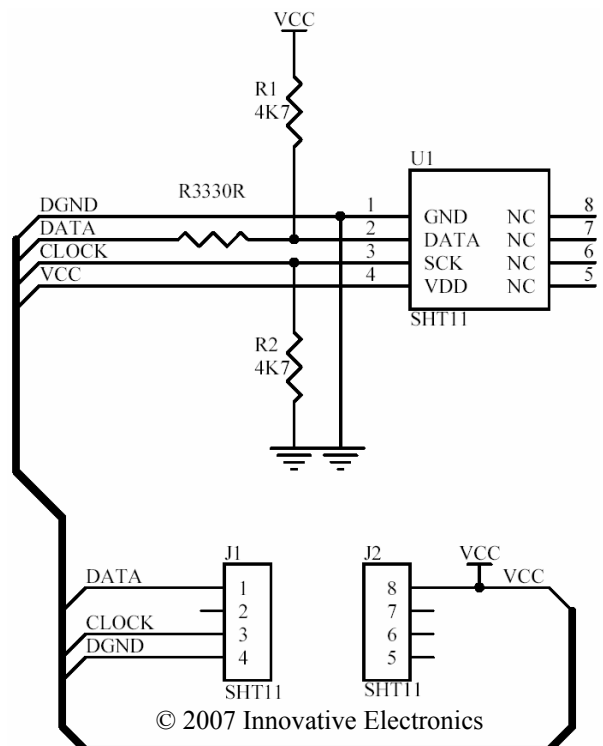 VCC
R1
4K7
U1
R3330R
DGND
1
GND
NC
8
DATA
2
DATA
NC
7
CLOCK
3
SCK
NC
6
VCC
4
VDD
NC
5
SHT11
R2
4K7
J1
J2
VCC
DATA
1
8
VCC
2
7
CLOCK
3
6
DGND
4
5
SHT11
SHT11
© 2007 Innovative Electronics